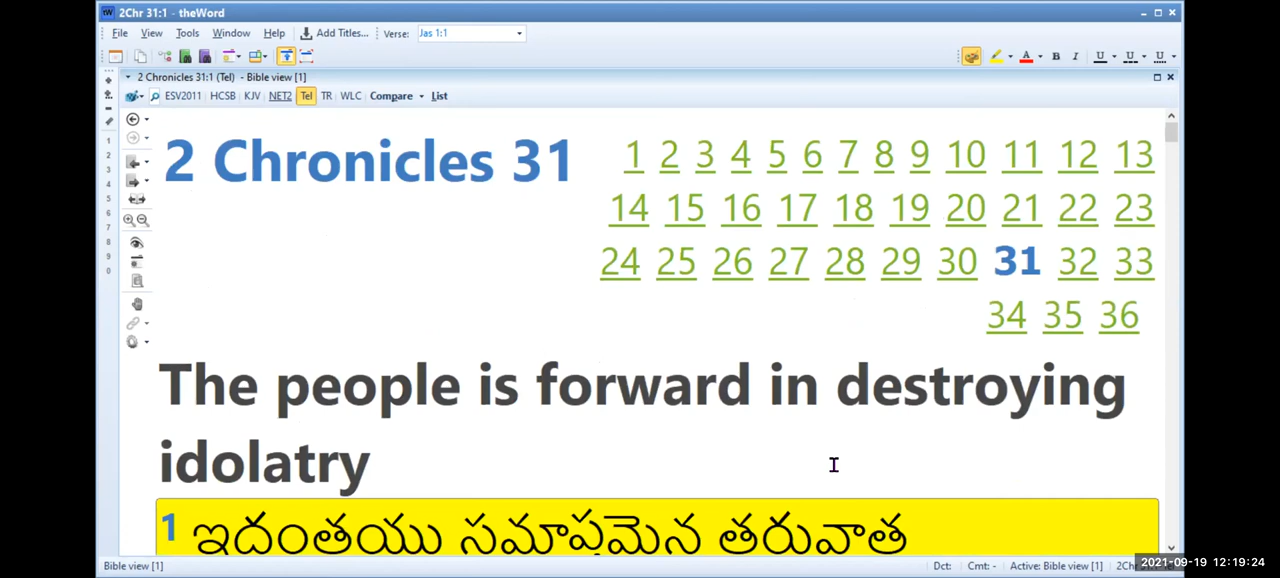 2Chr 31:1 - theWord
File View Tools Window Help Add Titles... Verse: Jas 1:1
2 Chronicles 31:1 (Tel) - Bible view [1]
ESV2011 HCSB KJV NET2 Tel TR WLC Compare List
2 Chronicles 31
1 2 3 4 5 6 7 8 9 10 11 12 13
14 15 16 17 18 19 20 21 22 23
24 25 26 27 28 29 30 31 32 33
34 35 36
The people is forward in destroying
idolatry
1 ఇదంతయు సమాప్తమైన తరువాత
Bible view [1] Dct: Cmt: - Active: Bible view [1]
2021-09-19 12:19:24